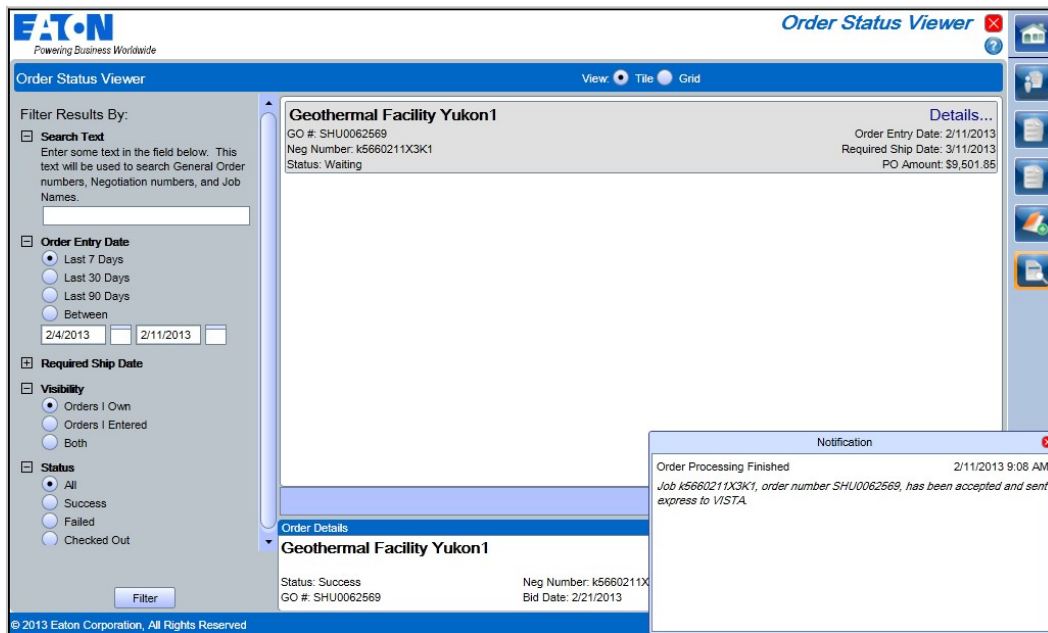 EATON
Powering Business Worldwide
Order Status Viewer
Order Status Viewer
View: Tile Grid
Filter Results By:
Search Text
Enter some text in the field below. This
text will be used to search General Order
numbers, Negotiation numbers, and Job
Names.
Order Entry Date
Last 7 Days
Last 30 Days
Last 90 Days
Between
2/4/2013 2/11/2013
Required Ship Date
Visibility
Orders I Own
Orders I Entered
Both
Status
All
Success
Failed
Checked Out
Filter
Geothermal Facility Yukon1 Details...
GO #: SHU0062569 Order Entry Date: 2/11/2013
Neg Number: k5660211X3K1 Required Ship Date: 3/11/2013
Status: Waiting PO Amount: $9,501.85
Order Details
Geothermal Facility Yukon1
Status: Success Neg Number: k5660211X
GO #: SHU0062569 Bid Date: 2/21/2013
Notification
Order Processing Finished 2/11/2013 9:08 AM
Job k5660211X3K1, order number SHU0062569, has been accepted and sent
express to VISTA.
© 2013 Eaton Corporation, All Rights Reserved